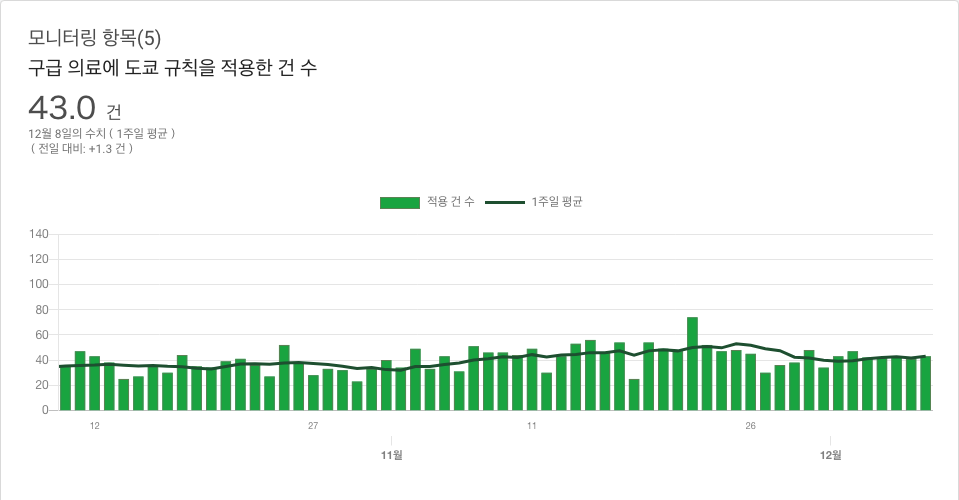 모니터링 항목(5)
구급 의료에 도쿄 규칙을 적용한 건 수
43.0 건
12월 8일의 수치 ( 1주일 평균 )
( 전일 대비: +1.3 건 )
적용 건 수 1주일 평균
140
120
100
80
60
40
20
0
12 27 11 26
11월 12월